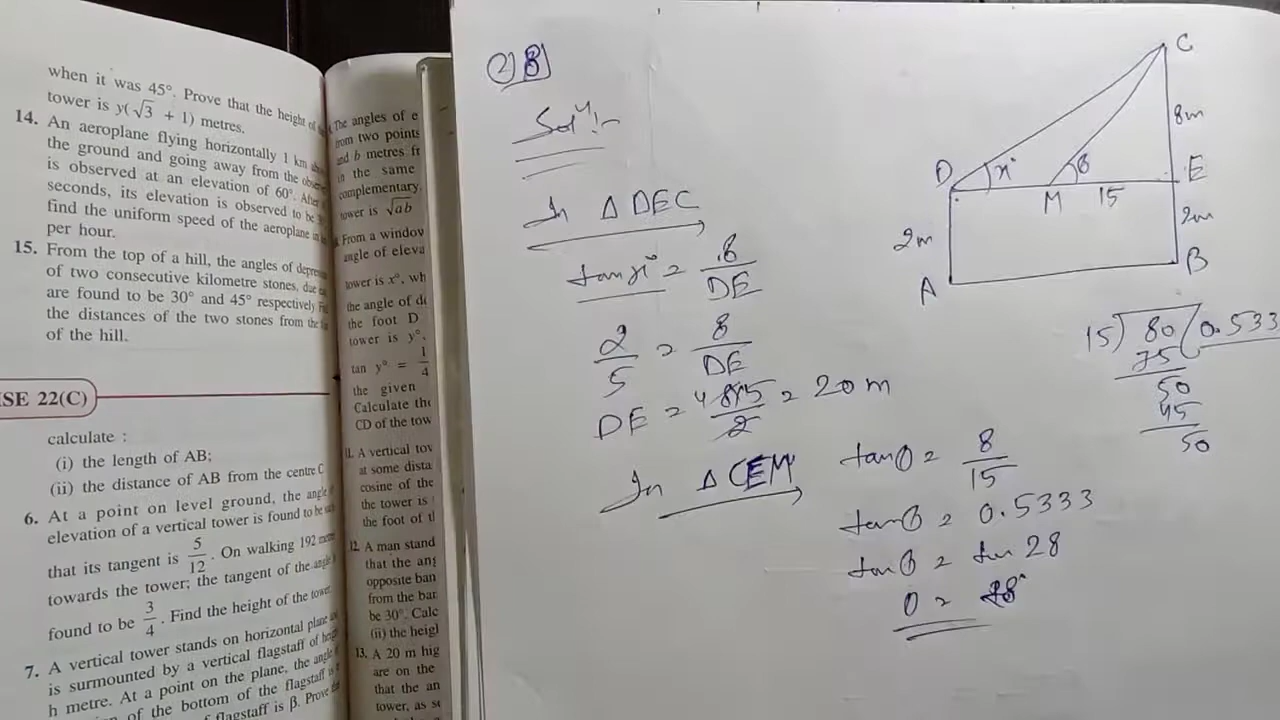 when it was 45°. Prove that the height of
tower is y(√3 + 1) metres.
14. An aeroplane flying horizontally 1 km
the ground and going away from the
is observed at an elevation of 60°. After
seconds, its elevation is observed to be
find the uniform speed of the aeroplane in
per hour.
15. From the top of a hill, the angles of
of two consecutive kilometre stones, due
are found to be 30° and 45° respectively.
the distances of the two stones from the
of the hill.
SE 22(C)
calculate :
(i) the length of AB;
(ii) the distance of AB from the centre C
6. At a point on level ground, the angle
elevation of a vertical tower is found to be
that its tangent is 5/12. On walking 192
towards the tower; the tangent of the angle
found to be 3/4. Find the height of the tower.
7. A vertical tower stands on horizontal plane
is surmounted by a vertical flagstaff of
h metre. At a point on the plane, the
of the bottom of the flagstaff
flagstaff is β. Prove
The angles of e
from two points
and b metres fr
in the same
complementary.
tower is √ab
From a window
angle of eleva
tower is x°, wh
the angle of de
the foot D
tower is y°.
tan y° = 1/4
the given
Calculate the
CD of the tow
11. A vertical tow
at some dista
cosine of the
the tower is
the foot of th
12. A man stand
that the ang
opposite ban
from the bar
be 30°. Calc
(ii) the heigl
13. A 20 m hig
are on the
that the an
tower, as se
Q8
Solⁿ:-
In Δ DEC
tan x° = 8/DE
2/5 = 8/DE
DE = 8×5/2 = 20 m
In Δ CEM
tanθ = 8/15
tanθ = 0.5333
tanθ = tan 28
θ = 28°
C
8m
D x° θ E
M 15
2m 2m
A B
15) 80 (0.533
75
50
45
50